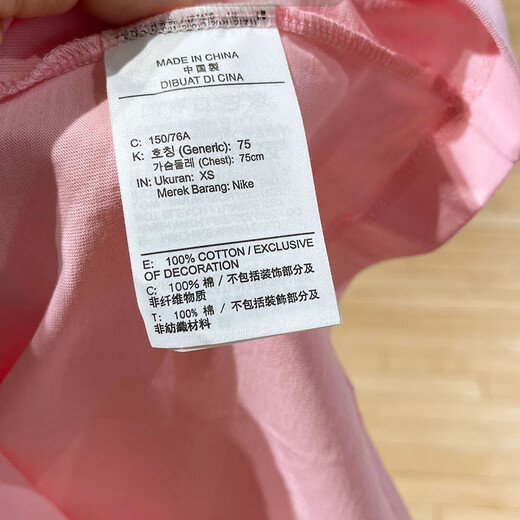 MADE IN CHINA
中国製
DIBUAT DI CINA
C: 150/76A
K: 호칭 (Generic): 75
가슴둘레 (Chest): 75cm
IN: Ukuran: XS
Merek Barang: Nike
E: 100% COTTON / EXCLUSIVE
OF DECORATION
C: 100% 棉 / 不包括装饰部分及
非纤维物质
T: 100% 棉 / 不包括裝飾部分及
非紡織材料